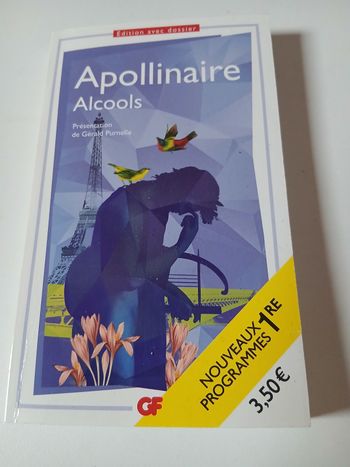 Édition avec dossier
Apollinaire
Alcools
Présentation
de Gérald Purnelle
NOUVEAUX
PROGRAMMES 1RE
3,50 €
GF